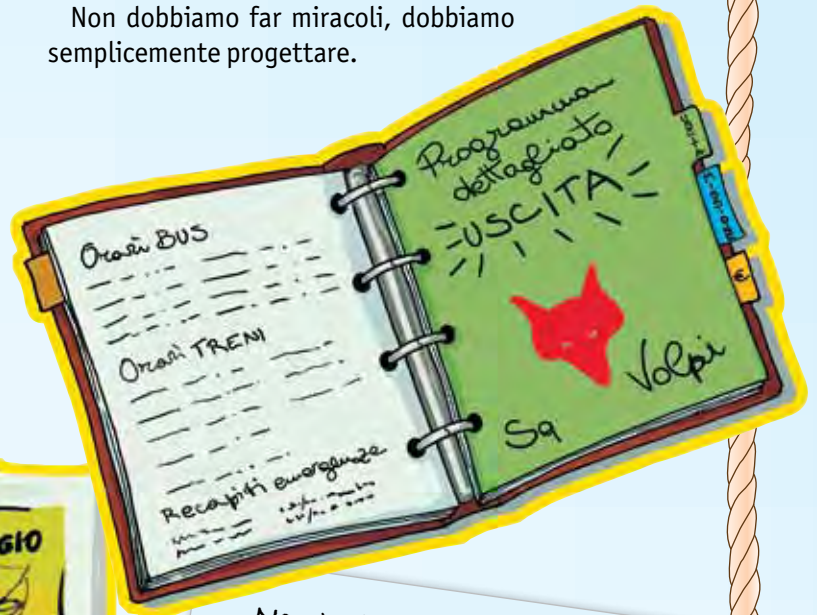 Non dobbiamo far miracoli, dobbiamo
semplicemente progettare.
Orari BUS
Orari TRENI
Recapiti emergenze
Programma
dettagliato
USCITA
Sq Volpi
€
GIO